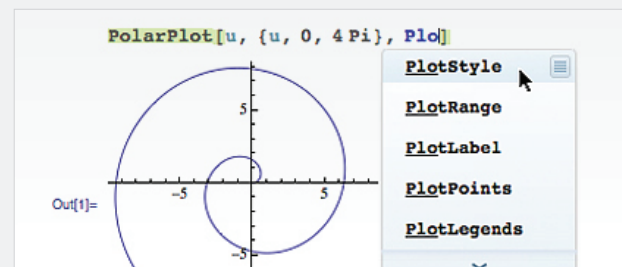 PolarPlot[u, {u, 0, 4 Pi}, Plo]
PlotStyle
PlotRange
PlotLabel
PlotPoints
PlotLegends
5
-5
5
Out[1]=
-5